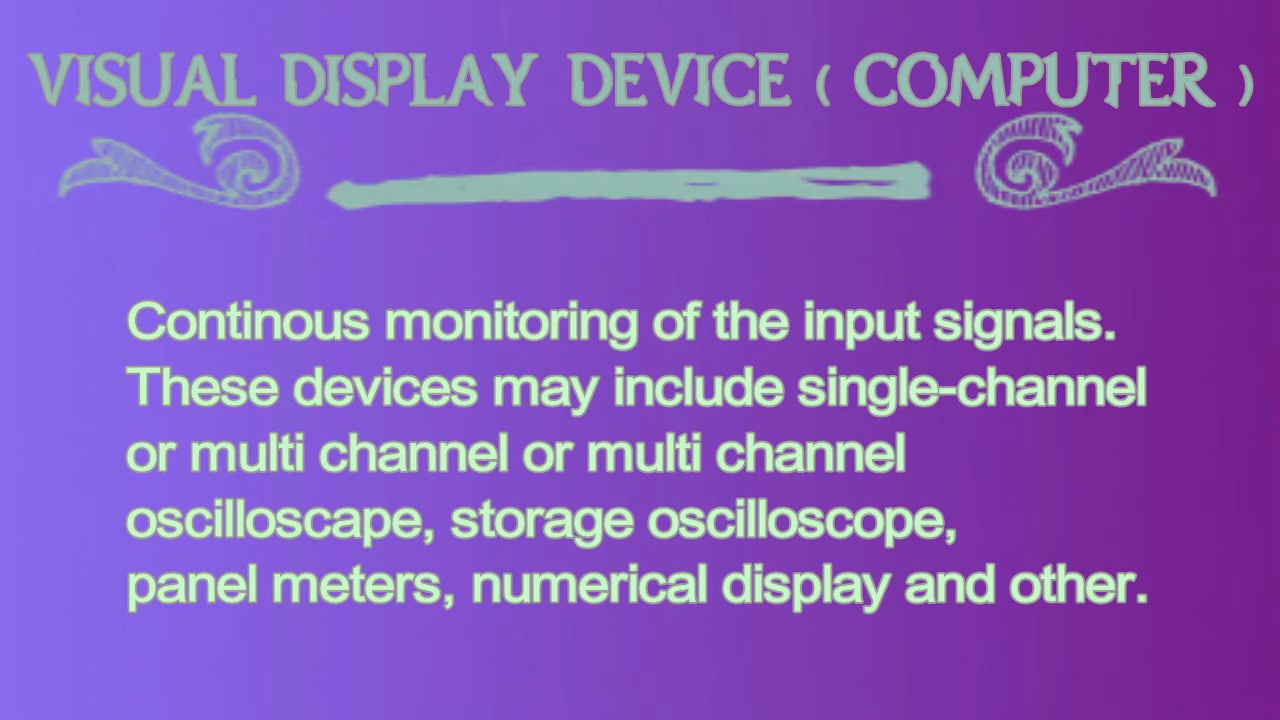 VISUAL DISPLAY DEVICE ( COMPUTER )
Continous monitoring of the input signals.
These devices may include single-channel
or multi channel or multi channel
oscilloscape, storage oscilloscope,
panel meters, numerical display and other.